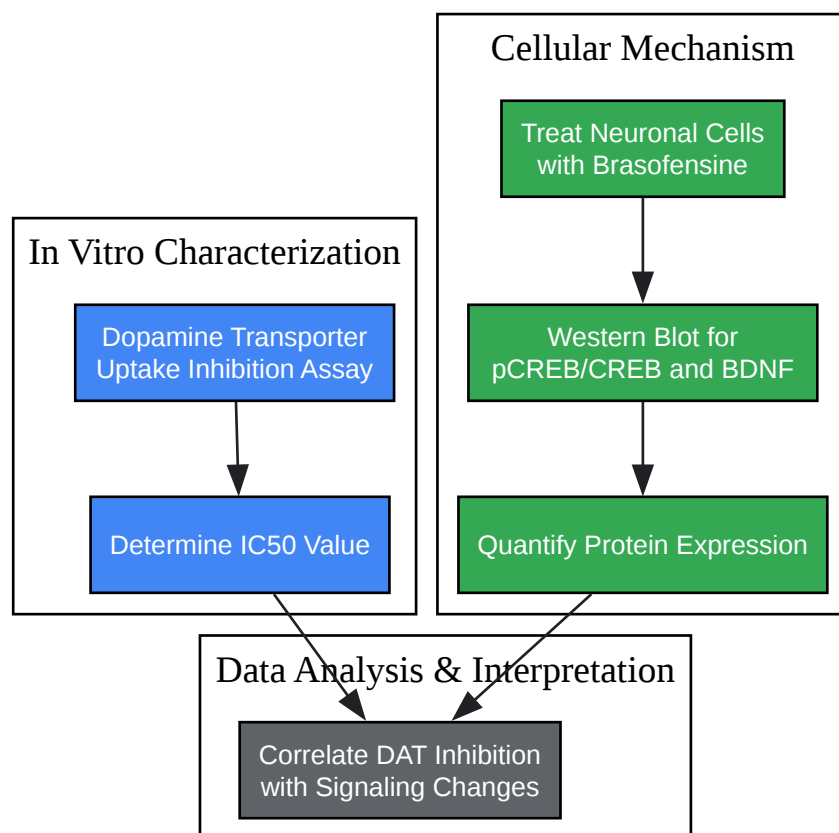 Cellular Mechanism
Treat Neuronal Cells
with Brasofensine
In Vitro Characterization
Dopamine Transporter
Uptake Inhibition Assay
Western Blot for
pCREB/CREB and BDNF
Determine IC50 Value
Quantify Protein Expression
Data Analysis & Interpretation
Correlate DAT Inhibition
with Signaling Changes